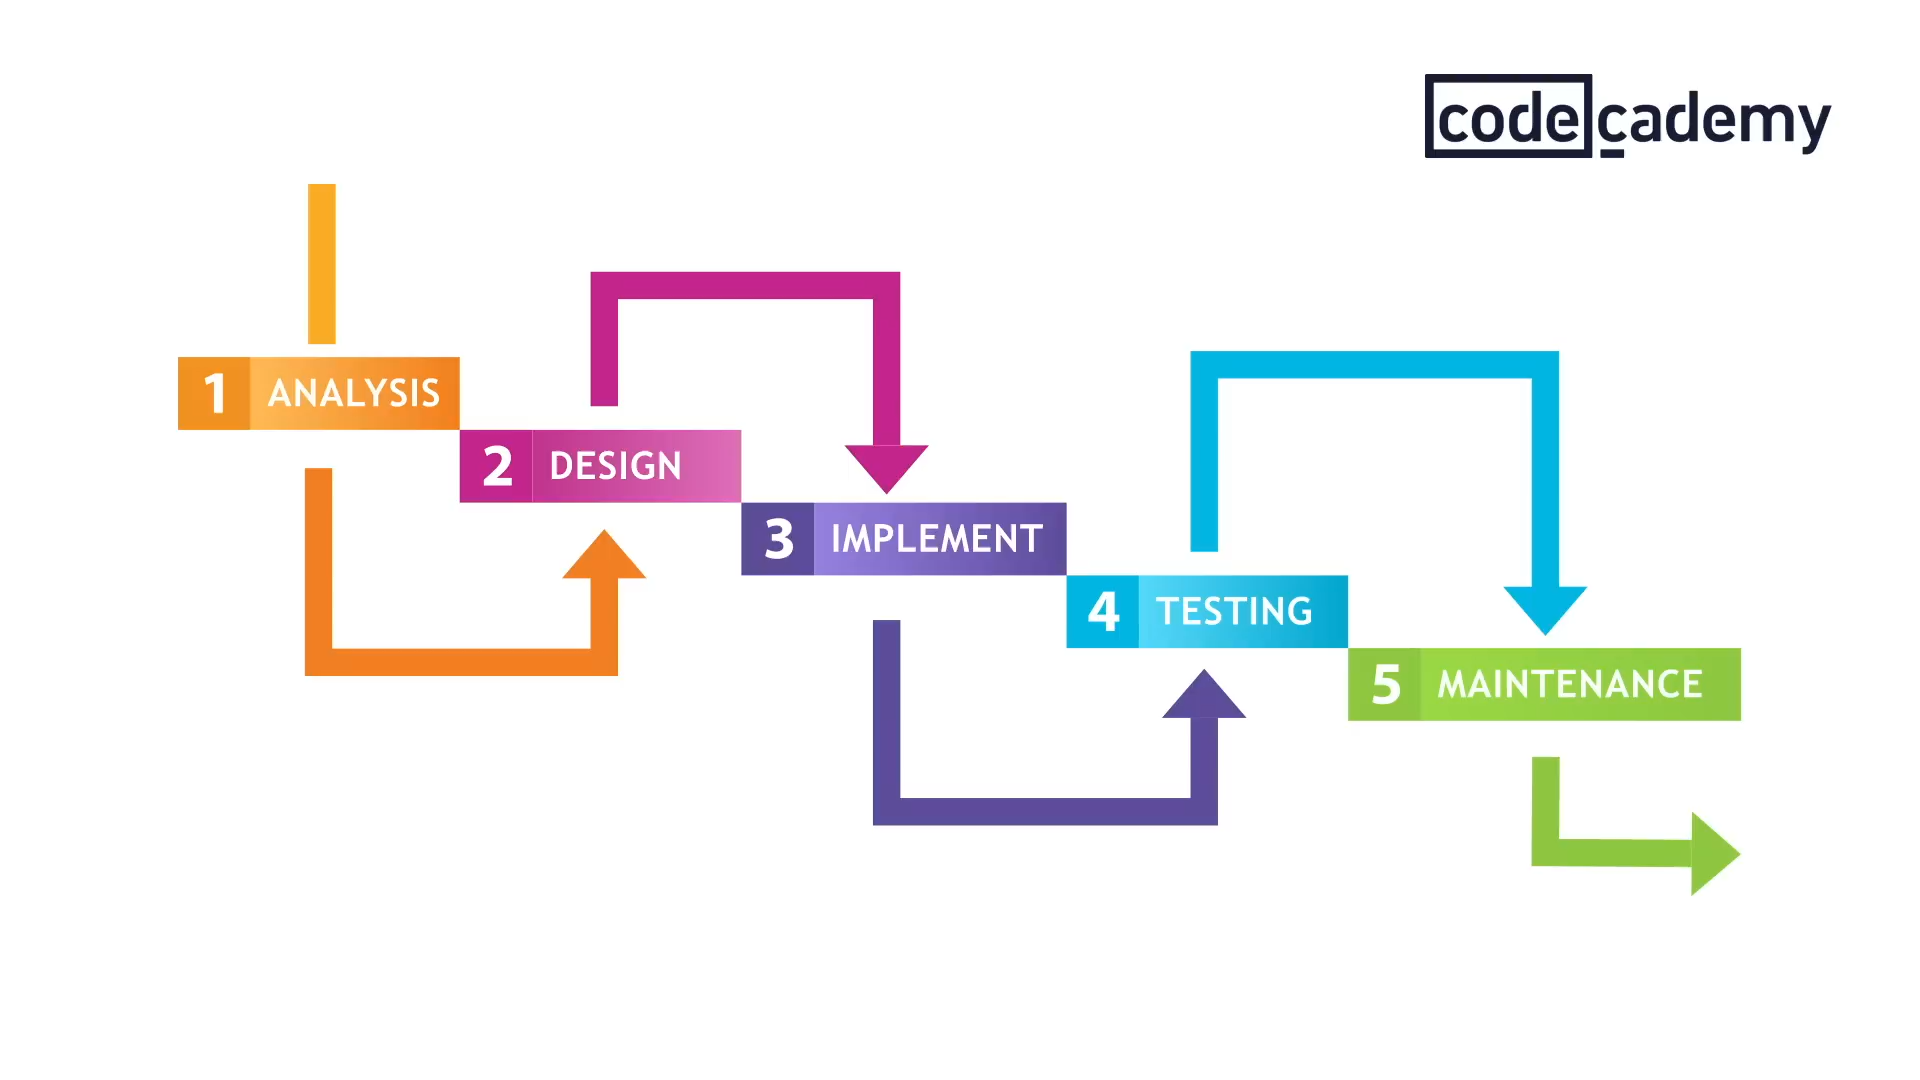 codecademy
1 ANALYSIS
2 DESIGN
3 IMPLEMENT
4 TESTING
5 MAINTENANCE